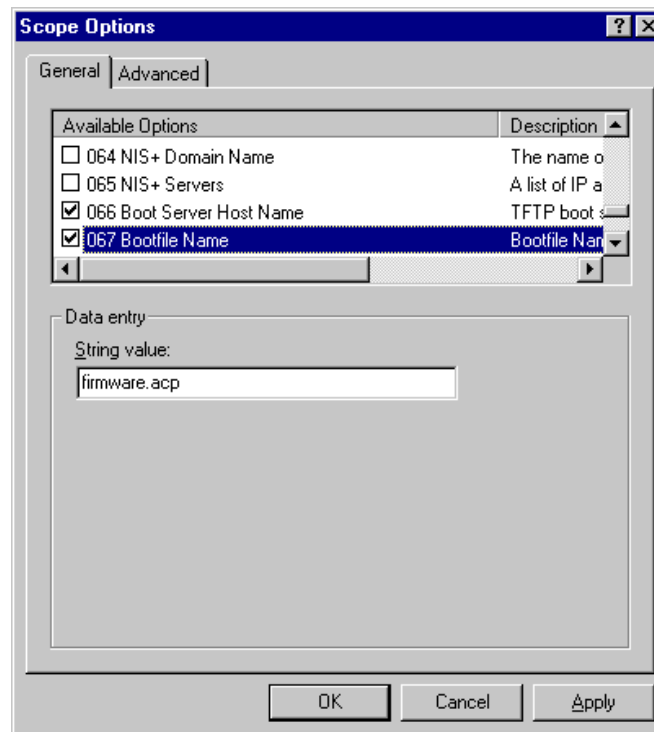 Scope Options
General Advanced
Available Options Description
064 NIS+ Domain Name The name o
065 NIS+ Servers A list of IP a
066 Boot Server Host Name TFTP boot s
067 Bootfile Name Bootfile Nan
Data entry
String value:
firmware.acp
OK Cancel Apply